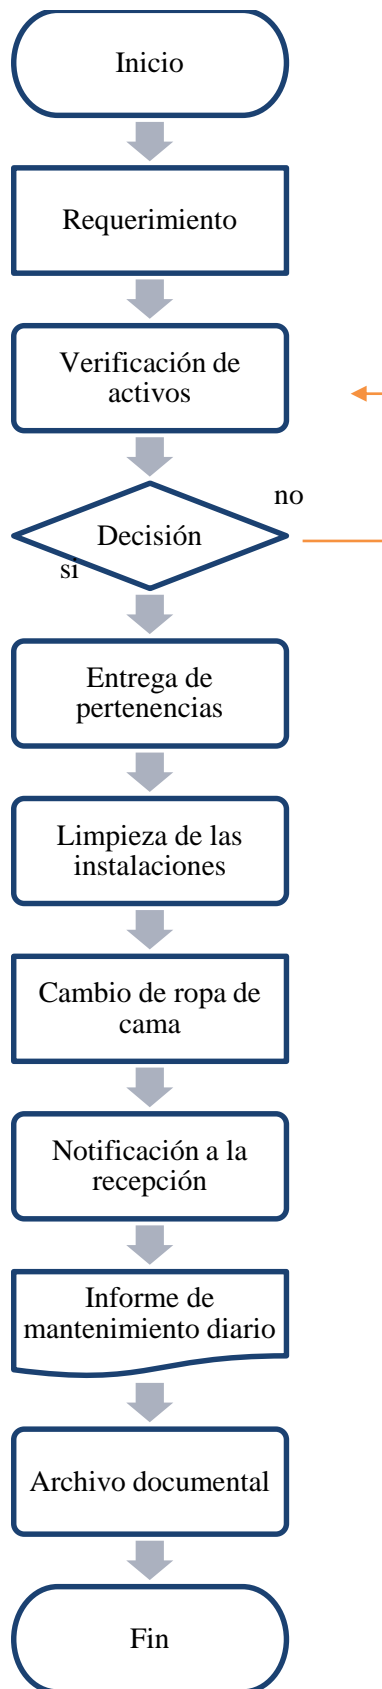 Inicio
Requerimiento
Verificación de
activos
no
Decisión
si
Entrega de
pertenencias
Limpieza de las
instalaciones
Cambio de ropa de
cama
Notificación a la
recepción
Informe de
mantenimiento diario
Archivo documental
Fin